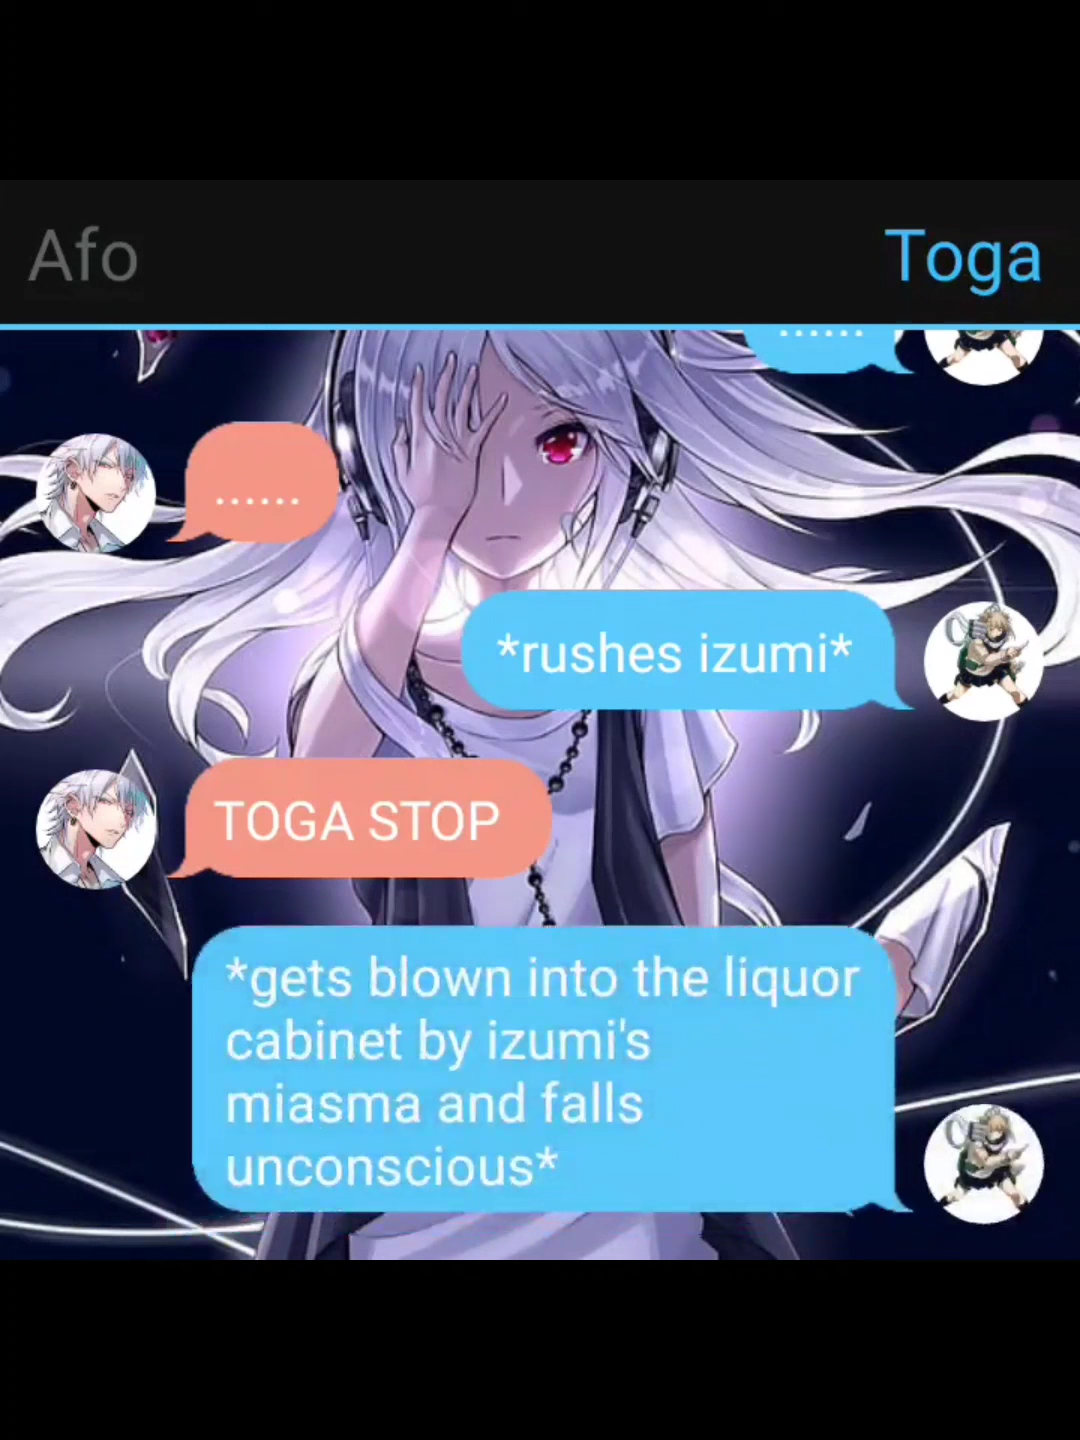 Afo
Toga
......
......
*rushes izumi*
TOGA STOP
*gets blown into the liquor
cabinet by izumi's
miasma and falls
unconscious*